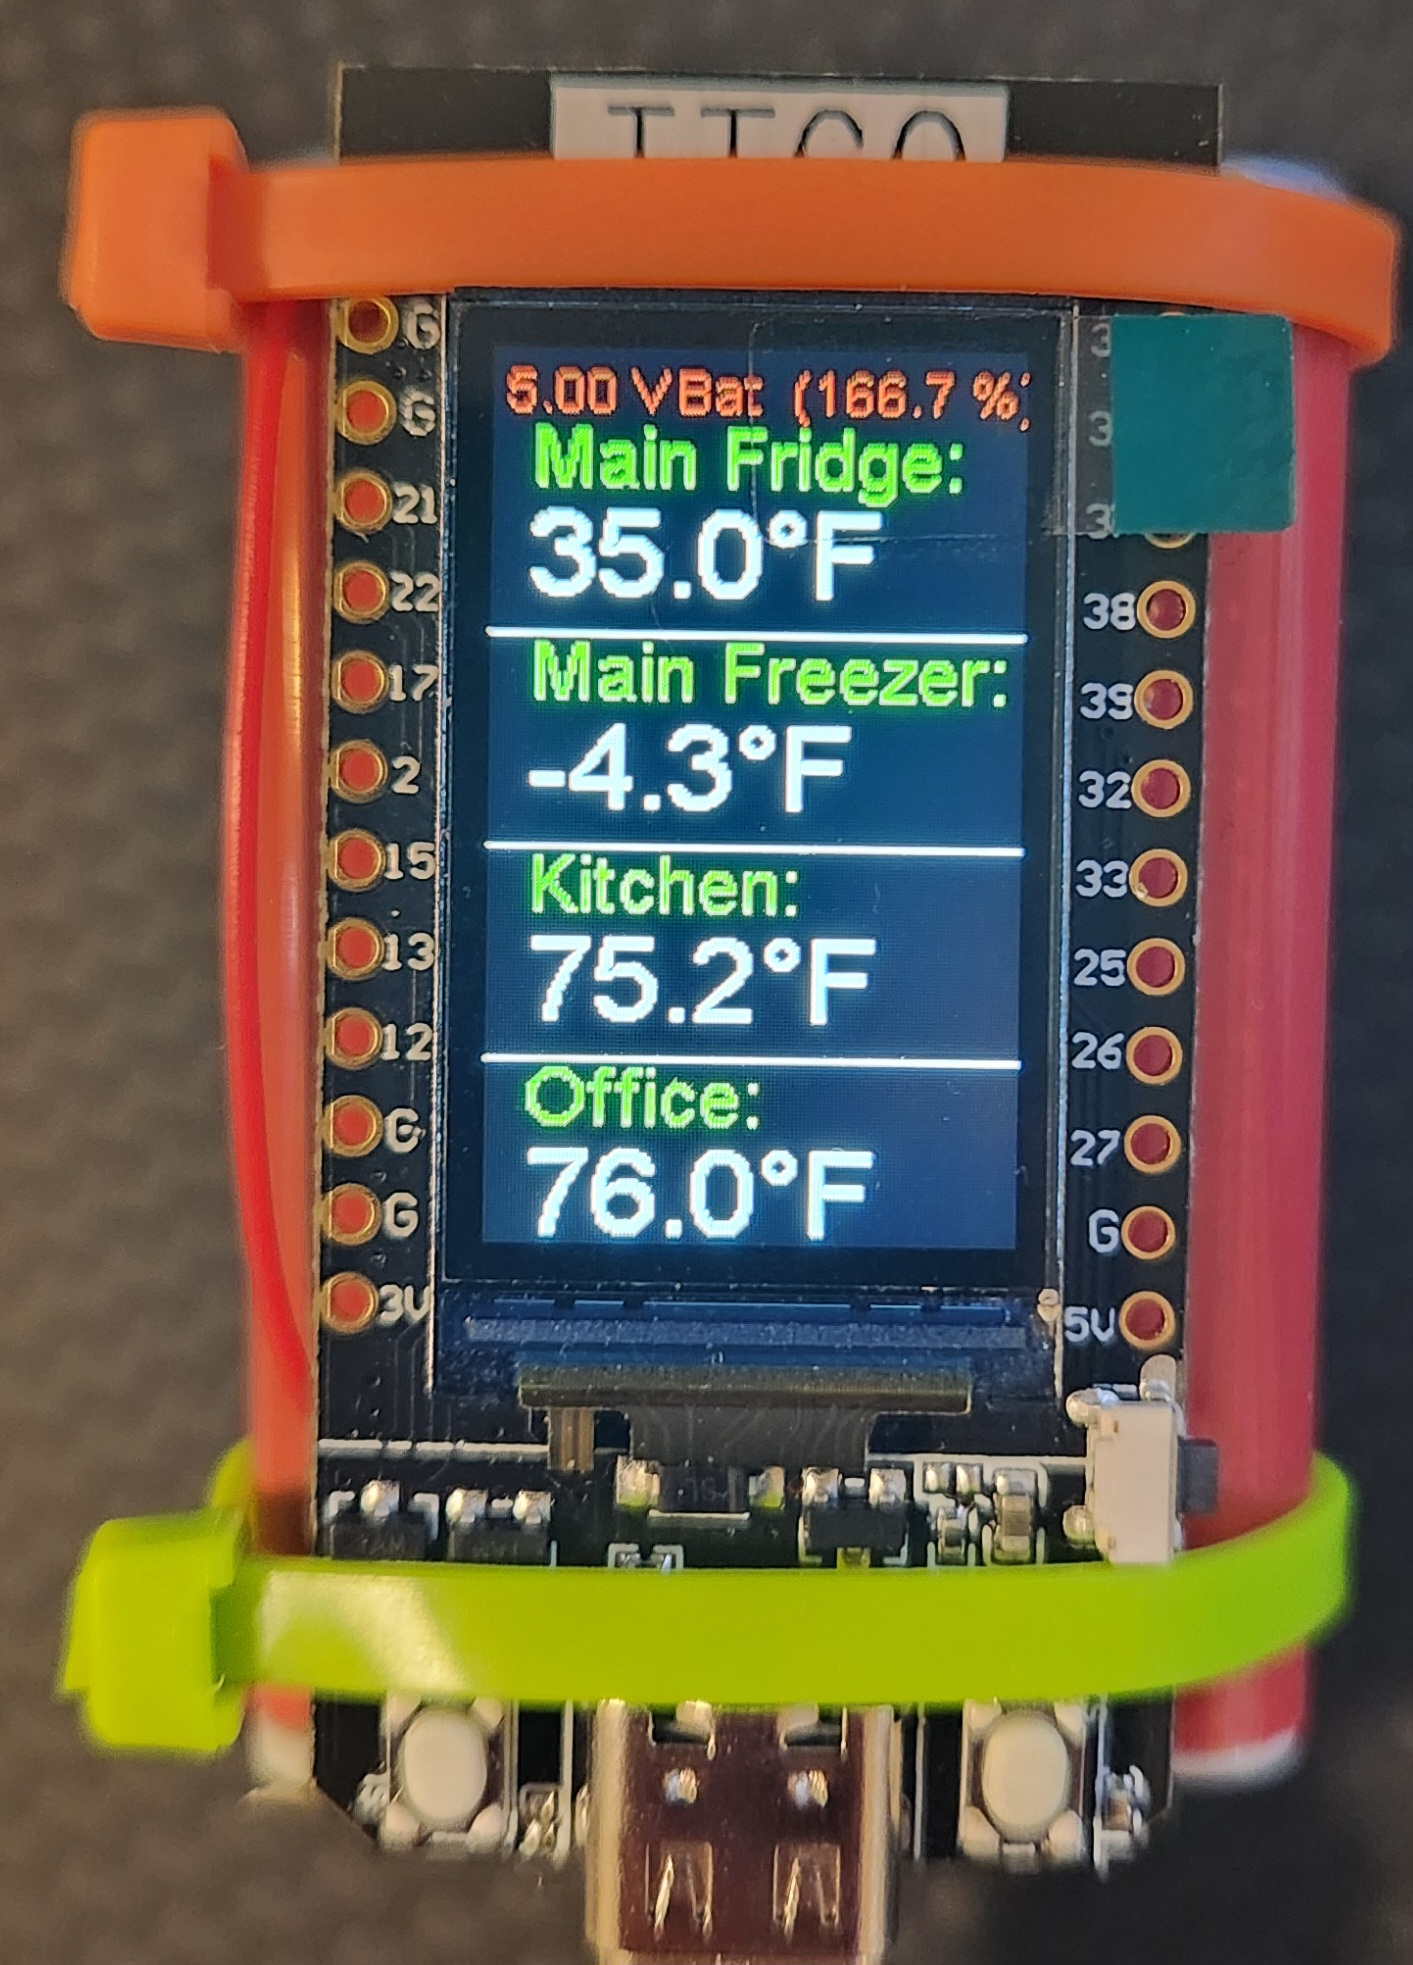 TTGO
5.00 VBat (166.7 %)
Main Fridge:
35.0°F
Main Freezer:
-4.3°F
Kitchen:
75.2°F
Office:
76.0°F
G
G
21
22
17
2
15
13
12
G
G
3V
38
39
32
33
25
26
27
G
5V